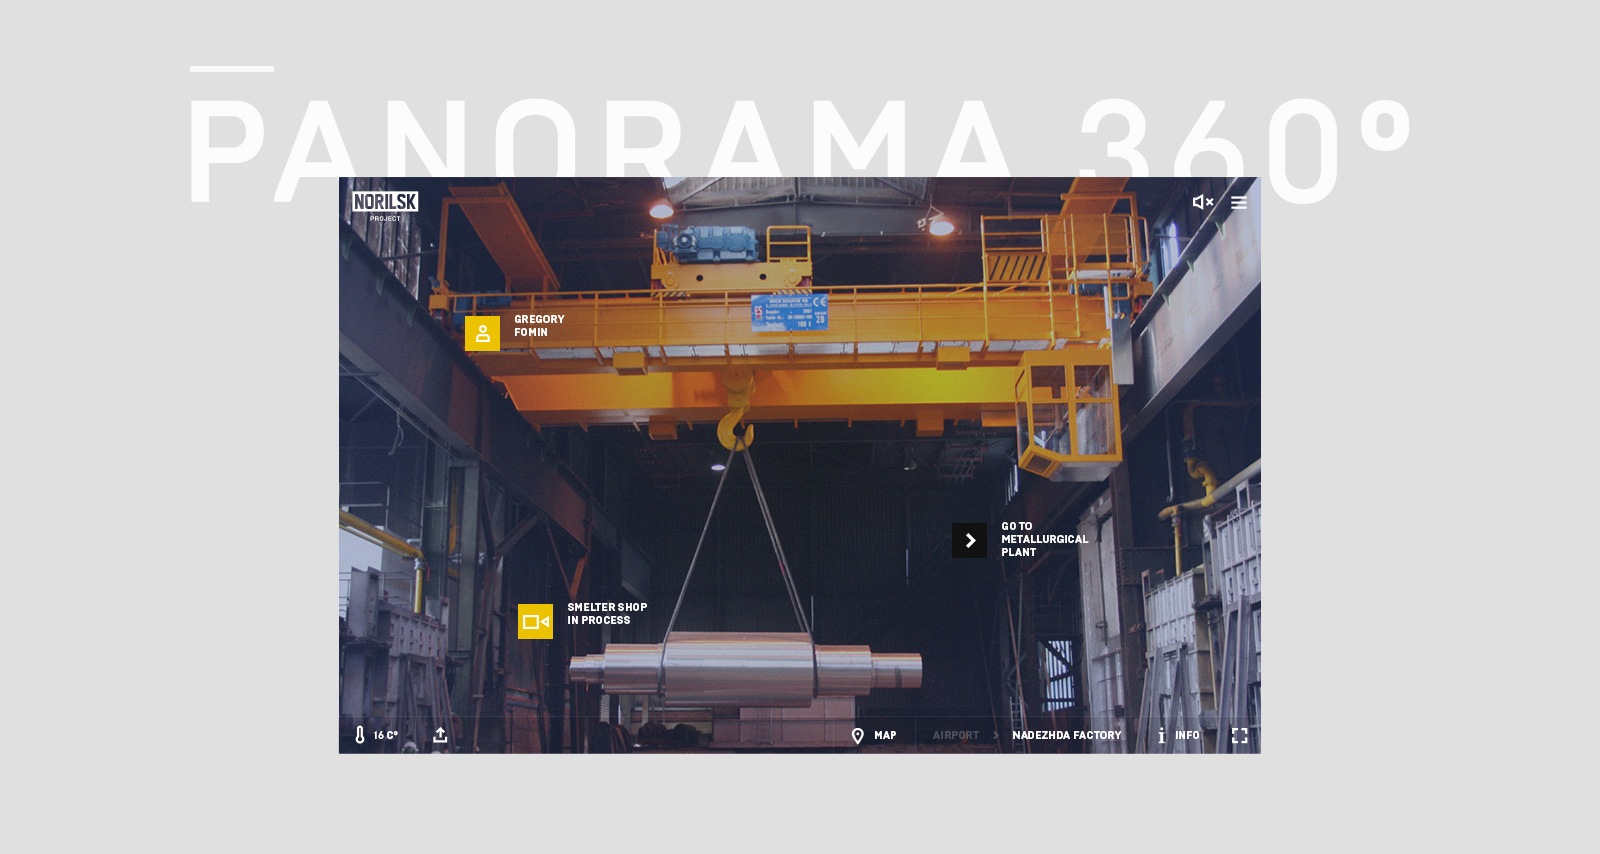 PANORAMA 360°
NORILSK
PROJECT
GREGORY
FOMIN
GO TO
METALLURGICAL
PLANT
SMELTER SHOP
IN PROCESS
16 C°
MAP
AIRPORT
NADEZHDA FACTORY
INFO